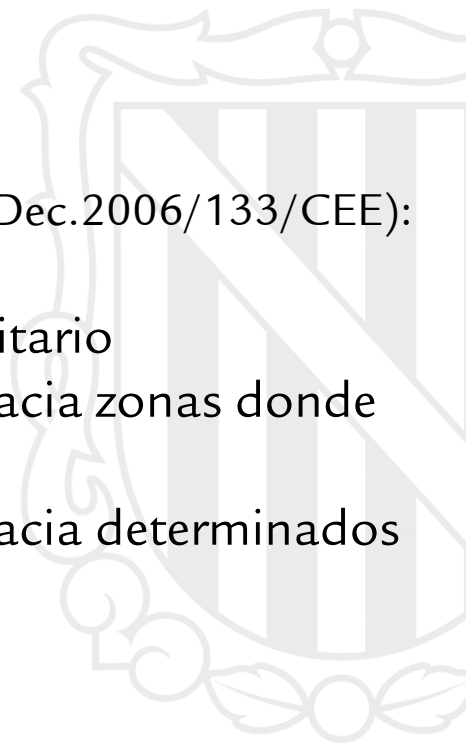 Dec.2006/133/CEE):
itario
acia zonas donde
acia determinados